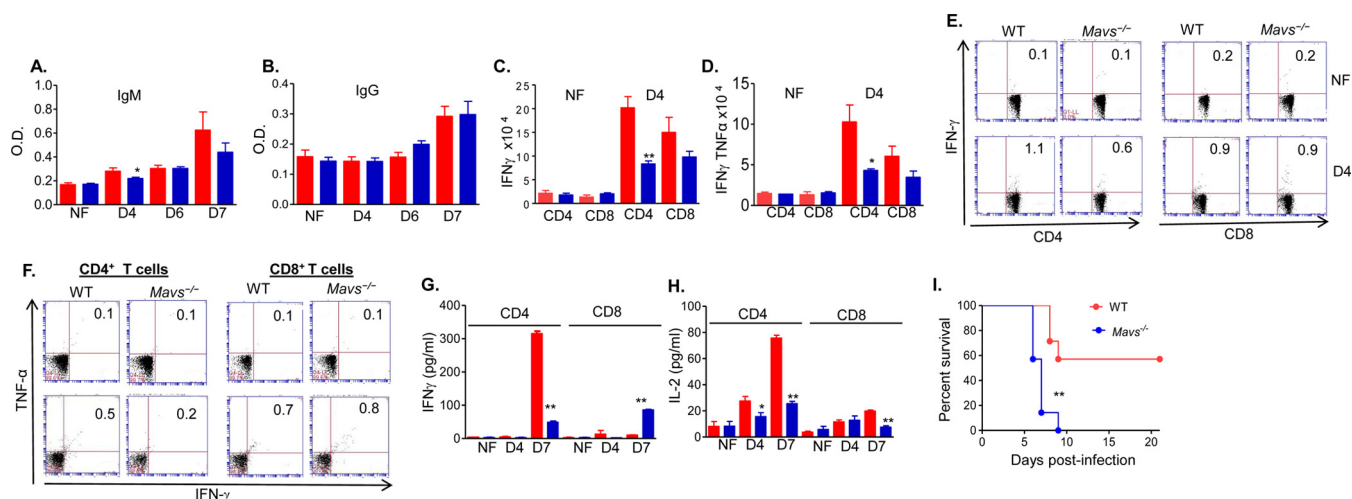 A.
IgM
O.D.
1.0
0.8
0.6
0.4
0.2
0.0
NF D4 D6 D7
*
B.
IgG
O.D.
0.4
0.3
0.2
0.1
0.0
NF D4 D6 D7
C.
NF D4
IFNγ x10⁴
25
20
15
10
5
0
**
CD4 CD8 CD4 CD8
D.
NF D4
IFNγ TNFα x10⁴
15
10
5
0
*
CD4 CD8 CD4 CD8
E.
WT Mavs⁻/⁻ WT Mavs⁻/⁻
0.1 0.1 0.2 0.2 NF
1.1 0.6 0.9 0.9 D4
IFN-γ
CD4 CD8
F.
CD4⁺ T cells CD8⁺ T cells
WT Mavs⁻/⁻ WT Mavs⁻/⁻
0.1 0.1 0.1 0.1
0.5 0.2 0.7 0.8
TNF-α
IFN-γ
G.
CD4 CD8
IFNγ (pg/ml)
400
300
200
100
0
** **
NF D4 D7 NF D4 D7
H.
CD4 CD8
IL-2 (pg/ml)
100
80
60
40
20
0
* ** **
NF D4 D7 NF D4 D7
I.
WT
Mavs⁻/⁻
Percent survival
100
80
60
40
20
0
**
0 5 10 15 20
Days post-infection